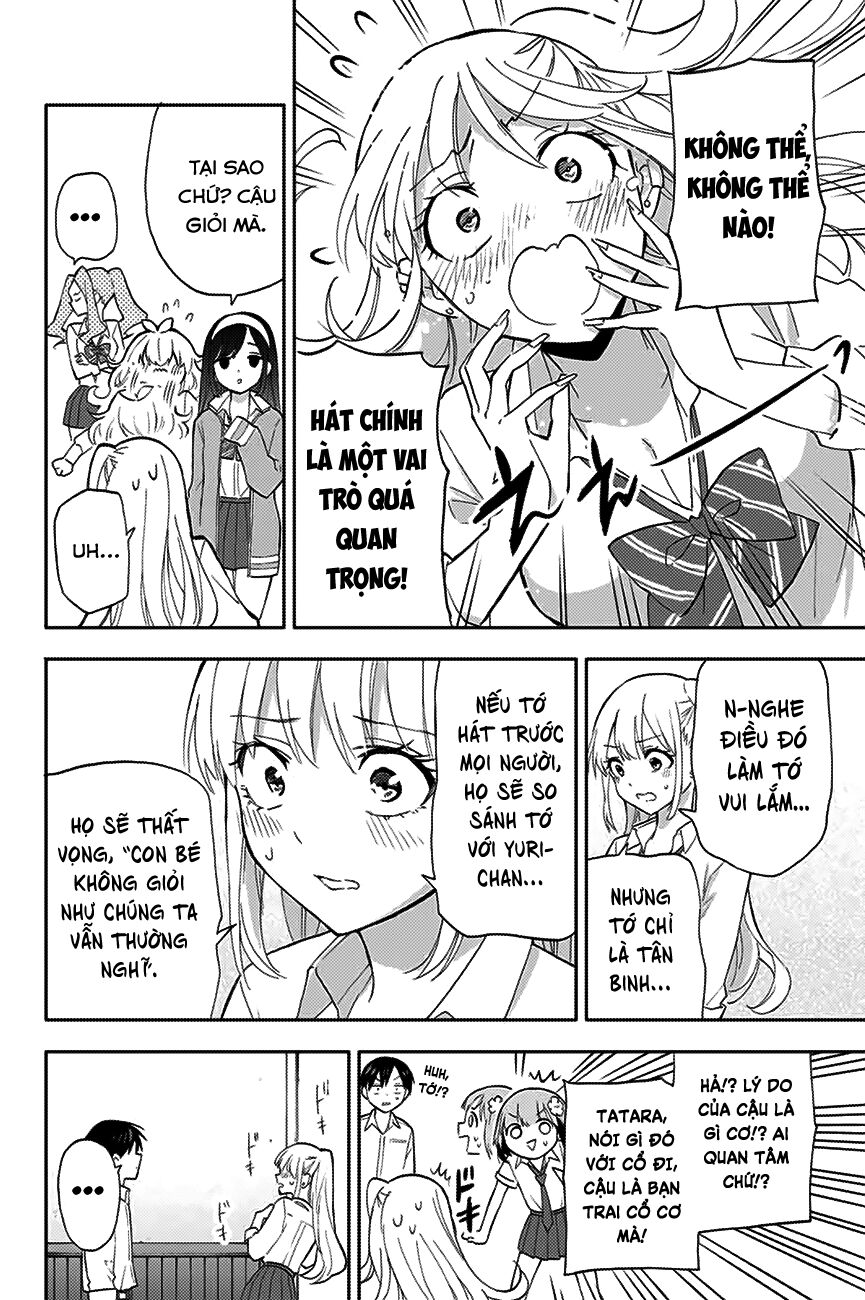 KHÔNG THỂ,
KHÔNG THỂ
NÀO!
HÁT CHÍNH
LÀ MỘT VAI
TRÒ QUÁ
QUAN
TRỌNG!
TẠI SAO
CHỨ? CẬU
GIỎI MÀ.
...
UH...
N-NGHE
ĐIỀU ĐÓ
LÀM TỚ
VUI LẮM...
NHƯNG
TỚ CHỈ
LÀ TÂN
BINH...
NẾU TỚ
HÁT TRƯỚC
MỌI NGƯỜI,
HỌ SẼ SO
SÁNH TỚ
VỚI YURI-
CHAN...
HỌ SẼ THẤT
VỌNG, “CON BÉ
KHÔNG GIỎI
NHƯ CHÚNG TA
VẪN THƯỜNG
NGHĨ”.
HẢ!? LÝ DO
CỦA CẬU LÀ
GÌ CƠ!? AI
QUAN TÂM
CHỨ!?
TATARA,
NÓI GÌ ĐÓ
VỚI CỔ ĐI,
CẬU LÀ BẠN
TRAI CỔ CƠ
MÀ!
HUH,
TỚ!?
ドキ
...